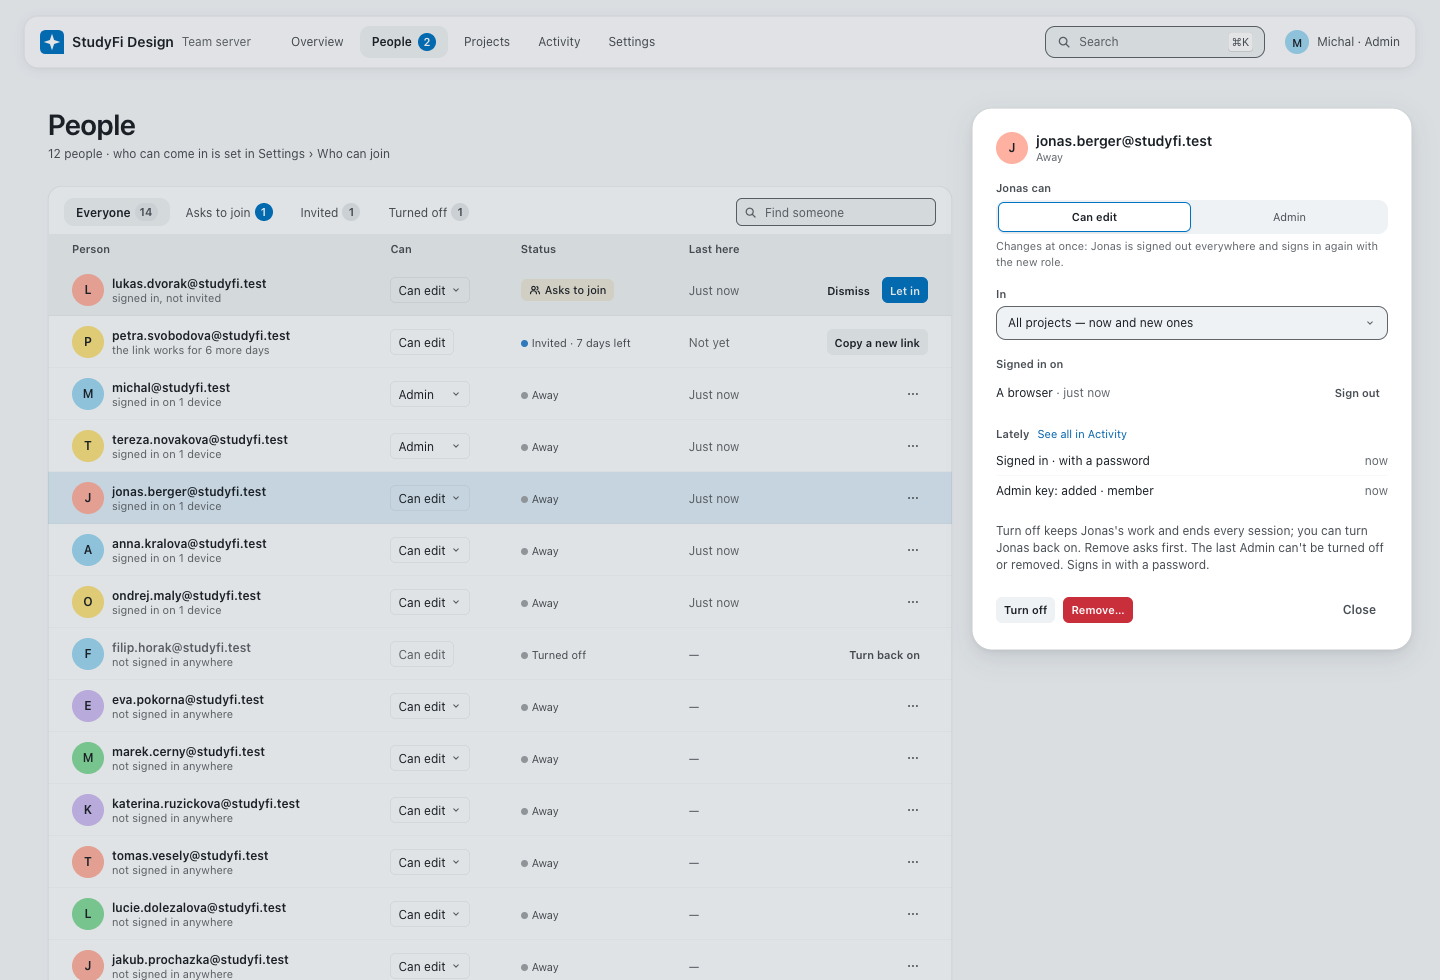 StudyFi Design Team server Overview People 2 Projects Activity Settings Search ⌘K M Michal · Admin
People
12 people · who can come in is set in Settings › Who can join
Everyone 14 Asks to join 1 Invited 1 Turned off 1 Find someone
Person Can Status Last here
L lukas.dvorak@studyfi.test Can edit Asks to join Just now Dismiss Let in
signed in, not invited
P petra.svobodova@studyfi.test Can edit Invited · 7 days left Not yet Copy a new link
the link works for 6 more days
M michal@studyfi.test Admin Away Just now ···
signed in on 1 device
T tereza.novakova@studyfi.test Admin Away Just now ···
signed in on 1 device
J jonas.berger@studyfi.test Can edit Away Just now ···
signed in on 1 device
A anna.kralova@studyfi.test Can edit Away Just now ···
signed in on 1 device
O ondrej.maly@studyfi.test Can edit Away Just now ···
signed in on 1 device
F filip.horak@studyfi.test Can edit Turned off — Turn back on
not signed in anywhere
E eva.pokorna@studyfi.test Can edit Away — ···
not signed in anywhere
M marek.cerny@studyfi.test Can edit Away — ···
not signed in anywhere
K katerina.ruzickova@studyfi.test Can edit Away — ···
not signed in anywhere
T tomas.vesely@studyfi.test Can edit Away — ···
not signed in anywhere
L lucie.dolezalova@studyfi.test Can edit Away — ···
not signed in anywhere
J jakub.prochazka@studyfi.test Can edit Away — ···
not signed in anywhere
J jonas.berger@studyfi.test
Away
Jonas can
Can edit Admin
Changes at once: Jonas is signed out everywhere and signs in again with
the new role.
In
All projects — now and new ones
Signed in on
A browser · just now Sign out
Lately See all in Activity
Signed in · with a password now
Admin key: added · member now
Turn off keeps Jonas's work and ends every session; you can turn
Jonas back on. Remove asks first. The last Admin can't be turned off
or removed. Signs in with a password.
Turn off Remove… Close